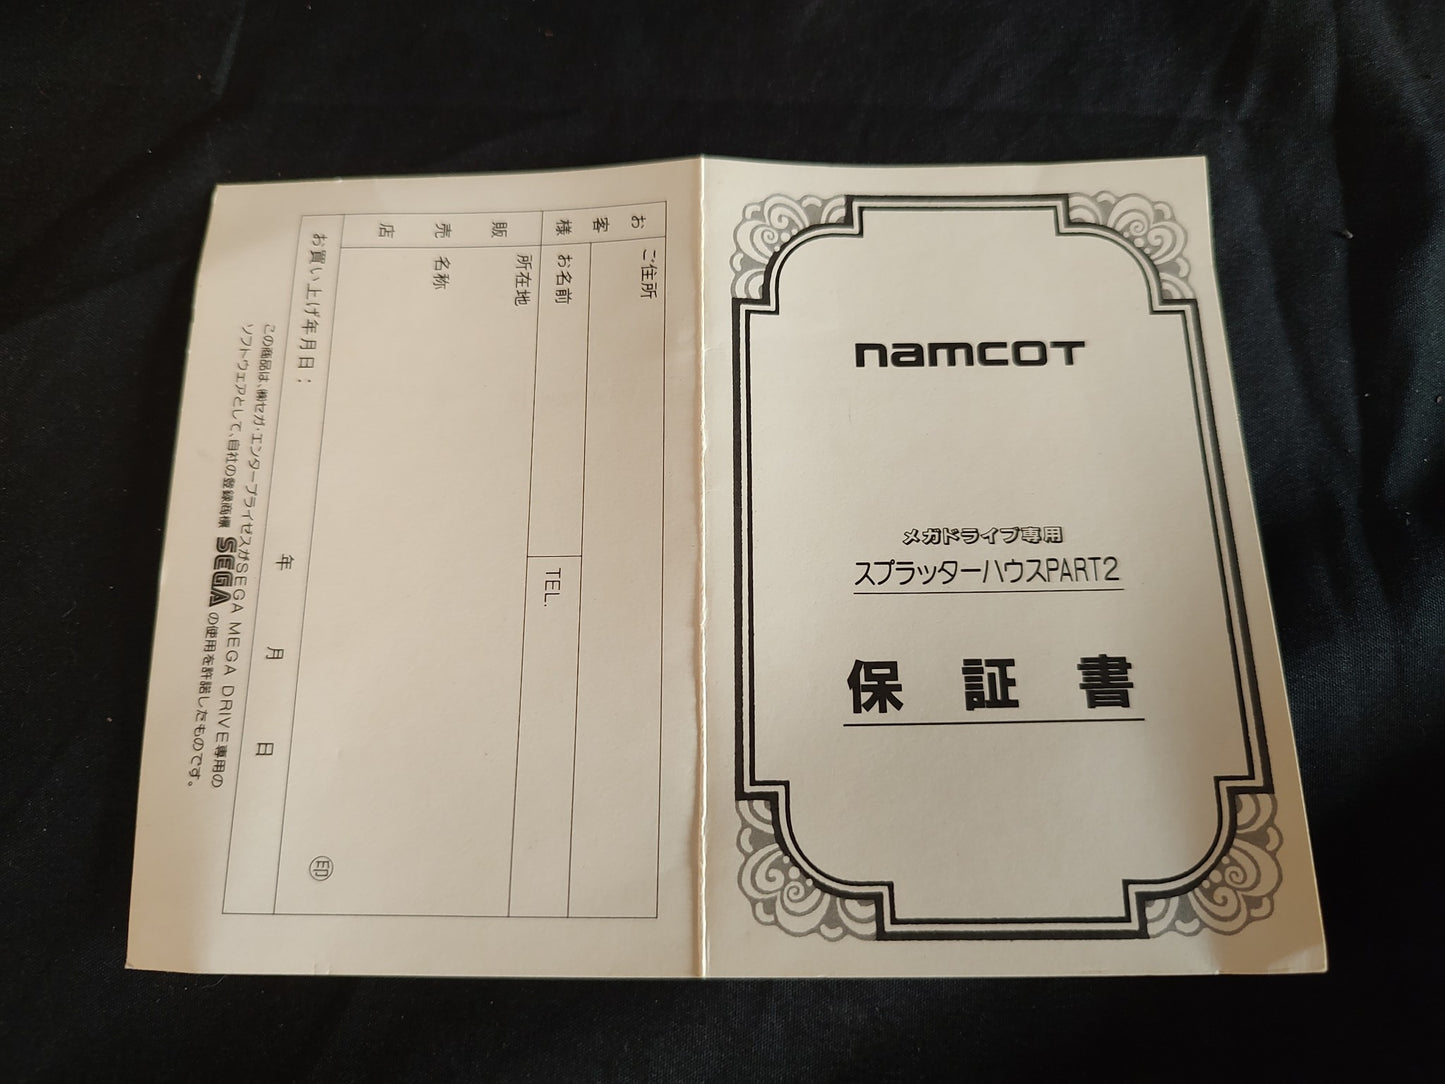 namcoT
メガドライブ専用
スプラッターハウスPART2
保証書
お客様
ご住所
お名前
TEL.
販売店
所在地
名称
㊞
お買い上げ年月日： 年 月 日
この商品は、㈱セガ・エンタープライゼスがSEGA MEGA DRIVE専用の
ソフトウェアとして、自社の登録商標 SEGA の使用を許諾したものです。